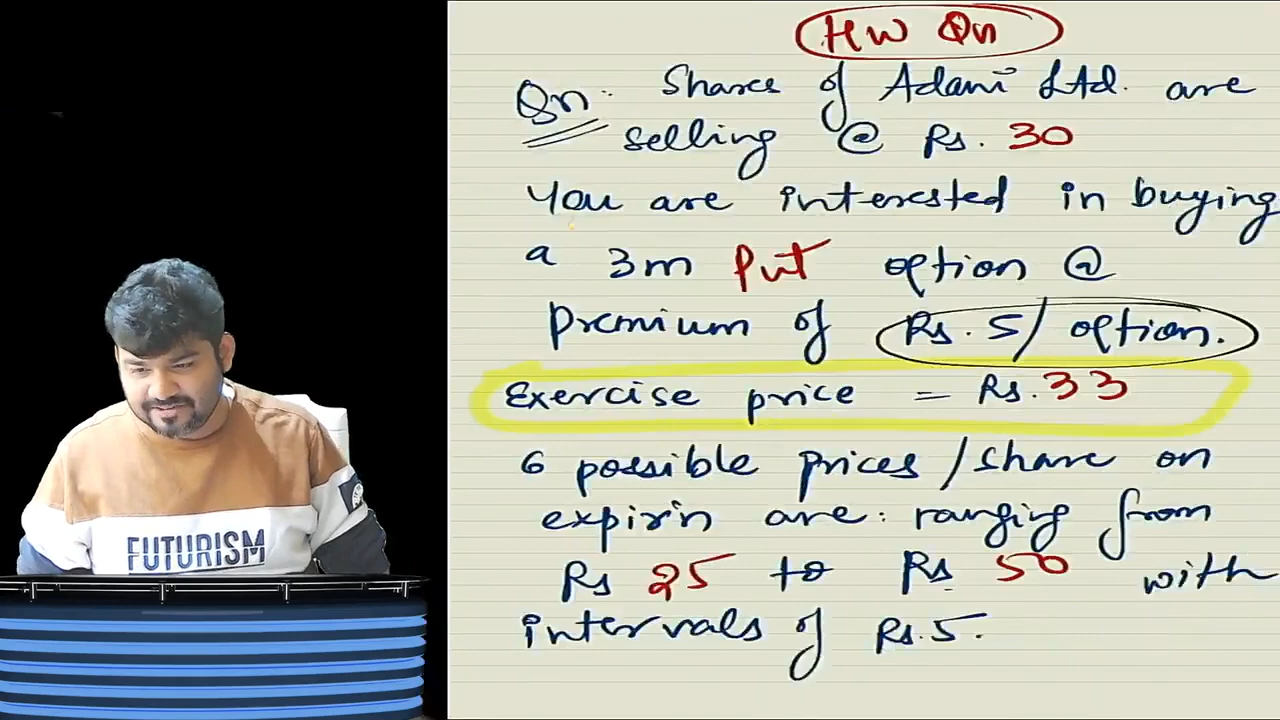 HW Qn
Qn:- Shares of Adani Ltd. are
selling @ Rs. 30
You are interested in buying
a 3m Put option @
premium of Rs. 5/ option.
Exercise price = Rs. 33
6 possible prices / share on
expirin are: ranging from
Rs 25 to Rs 50 with
intervals of Rs. 5.
FUTURISM